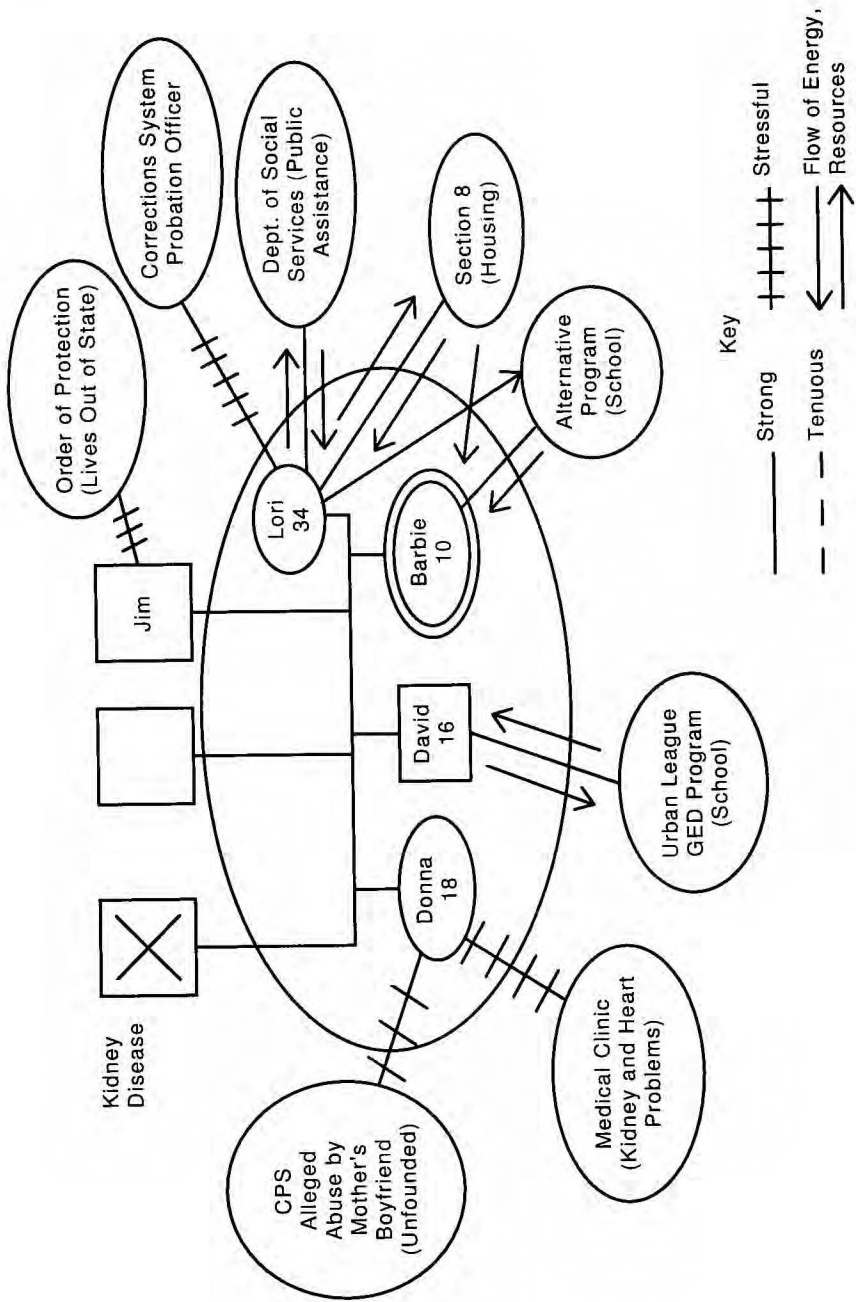 Kidney
Disease
Jim
Order of Protection
(Lives Out of State)
Corrections System
Probation Officer
Dept. of Social
Services (Public
Assistance)
Section 8
(Housing)
Alternative
Program
(School)
Lori
34
Barbie
10
David
16
Donna
18
CPS
Alleged
Abuse by
Mother's
Boyfriend
(Unfounded)
Medical Clinic
(Kidney and Heart
Problems)
Urban League
GED Program
(School)
Key
Strong
Stressful
Tenuous
Flow of Energy,
Resources